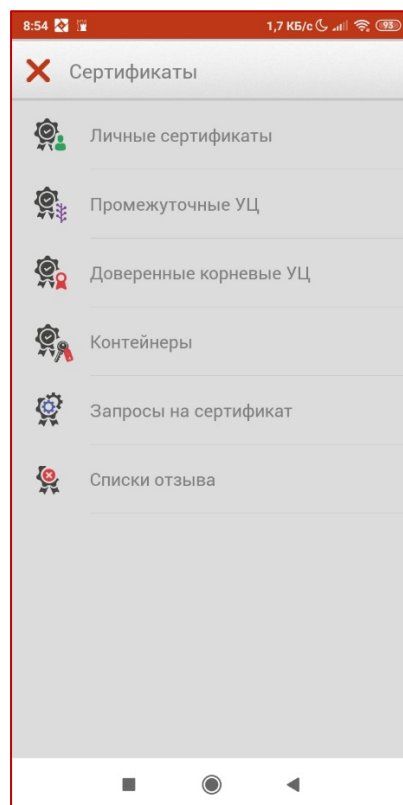 8:54 1,7 КБ/с 93
Сертификаты
Личные сертификаты
Промежуточные УЦ
Доверенные корневые УЦ
Контейнеры
Запросы на сертификат
Списки отзыва